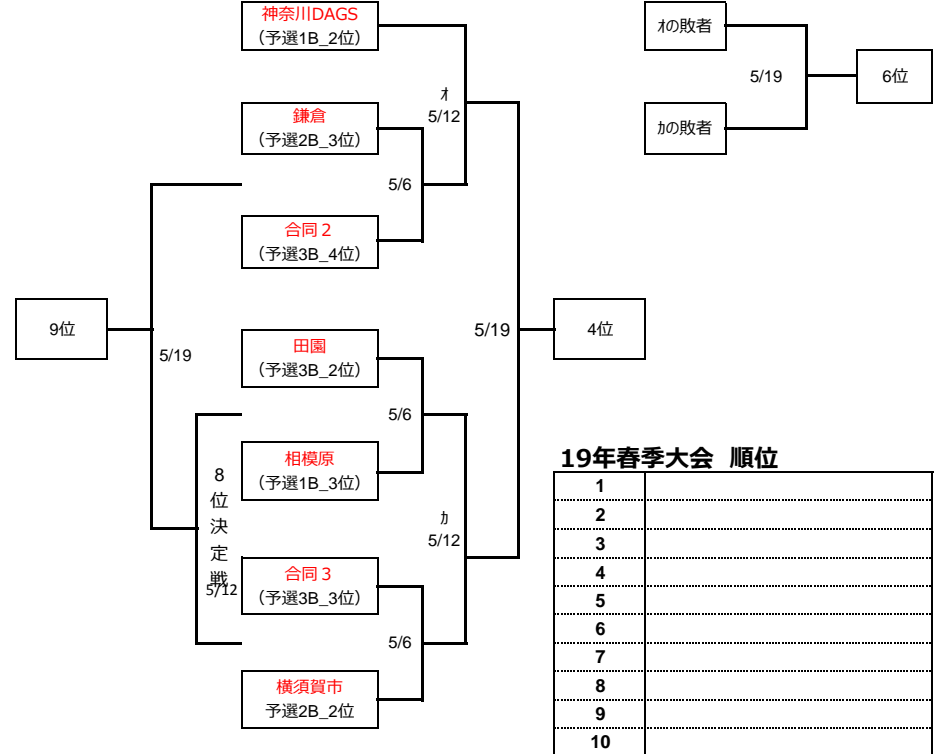 神奈川DAGS
（予選1B_2位）
ｵの敗者
5/19
6位
ｵ
5/12
鎌倉
（予選2B_3位）
ｶの敗者
5/6
合同２
（予選3B_4位）
9位
5/19
4位
5/19
田園
（予選3B_2位）
5/6
相模原
（予選1B_3位）
8位決定戦
5/12
ｶ
5/12
合同３
（予選3B_3位）
5/6
横須賀市
予選2B_2位
19年春季大会 順位
1
2
3
4
5
6
7
8
9
10